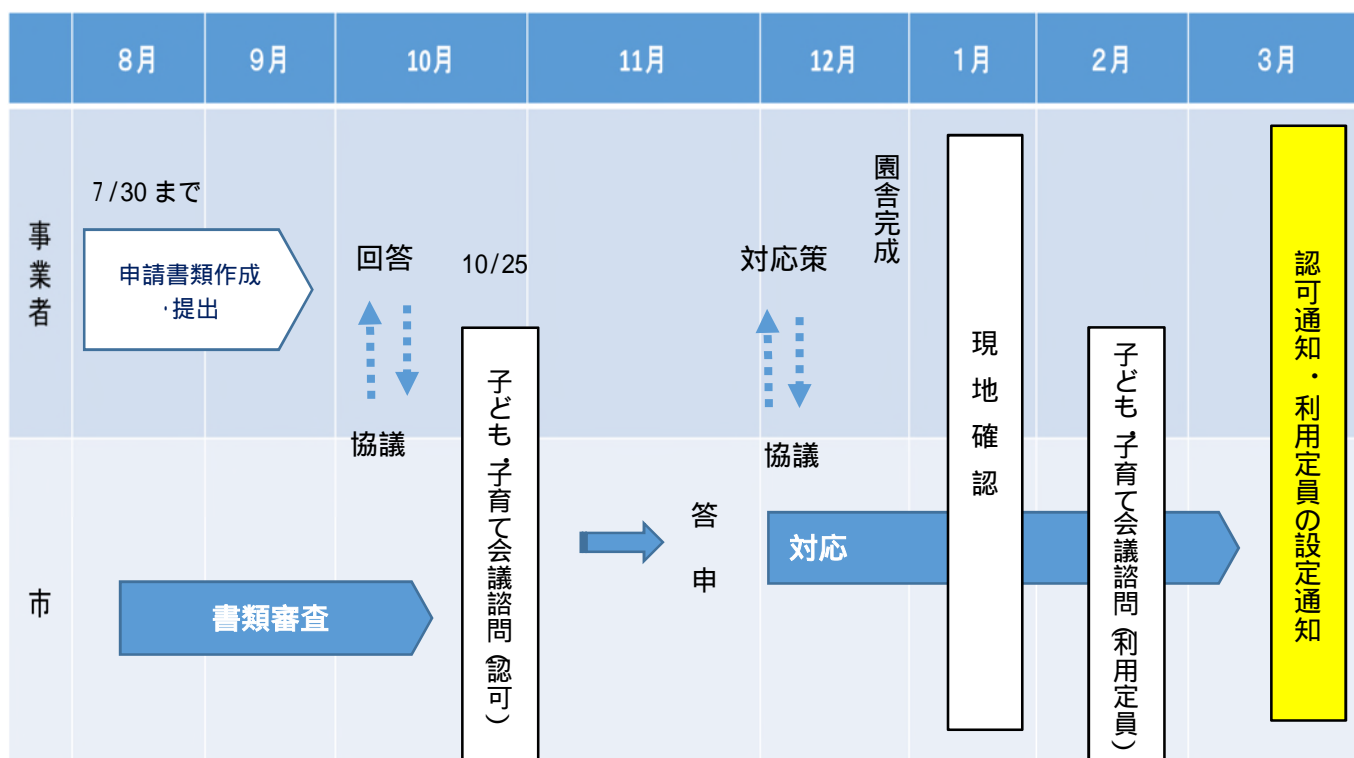 8月 9月 10月 11月 12月 1月 2月 3月
事業者
7/30 まで
申請書類作成
・提出
回答
協議
10/25
子ども・子育て会議諮問（認可）
対応策
協議
園舎完成
現地確認
子ども・子育て会議諮問（利用定員）
認可通知・利用定員の設定通知
市
書類審査
答申
対応